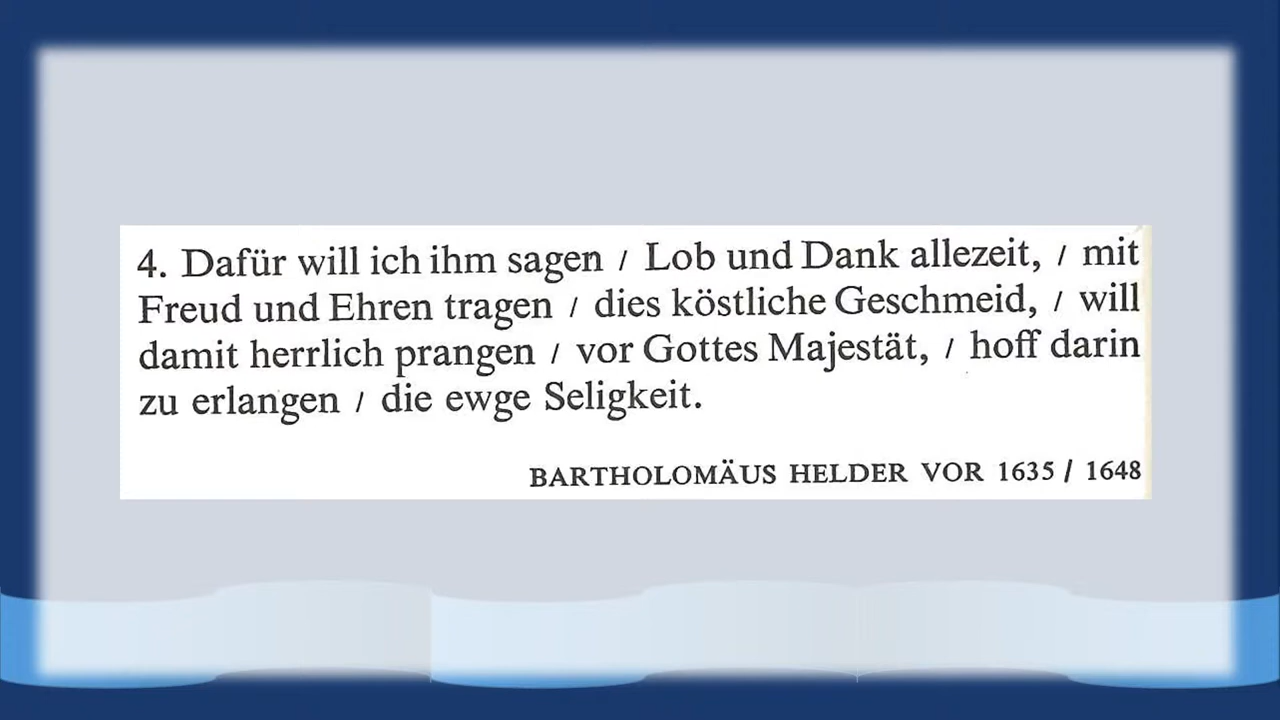 4. Dafür will ich ihm sagen / Lob und Dank allezeit, / mit
Freud und Ehren tragen / dies köstliche Geschmeid, / will
damit herrlich prangen / vor Gottes Majestät, / hoff darin
zu erlangen / die ewge Seligkeit.
BARTHOLOMÄUS HELDER VOR 1635 / 1648